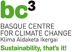 bc³
BASQUE CENTRE
FOR CLIMATE CHANGE
Klima Aldaketa Ikergai
Sustainability, that's it!